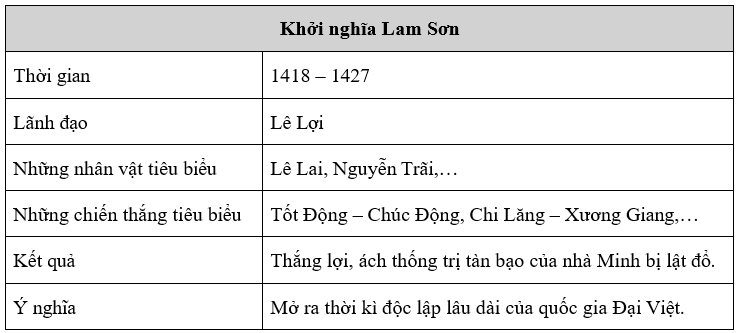 Khởi nghĩa Lam Sơn
Thời gian
1418 – 1427
Lãnh đạo
Lê Lợi
Những nhân vật tiêu biểu
Lê Lai, Nguyễn Trãi,…
Những chiến thắng tiêu biểu
Tốt Động – Chúc Động, Chi Lăng – Xương Giang,…
Kết quả
Thắng lợi, ách thống trị tàn bạo của nhà Minh bị lật đổ.
Ý nghĩa
Mở ra thời kì độc lập lâu dài của quốc gia Đại Việt.